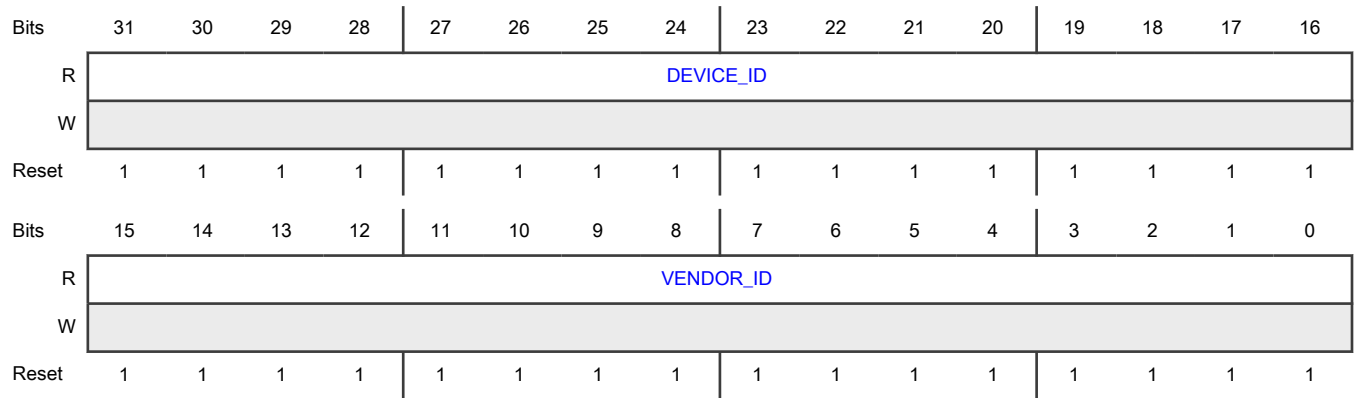 Bits 31 30 29 28 27 26 25 24 23 22 21 20 19 18 17 16
R DEVICE_ID
W
Reset 1 1 1 1 1 1 1 1 1 1 1 1 1 1 1 1
Bits 15 14 13 12 11 10 9 8 7 6 5 4 3 2 1 0
R VENDOR_ID
W
Reset 1 1 1 1 1 1 1 1 1 1 1 1 1 1 1 1